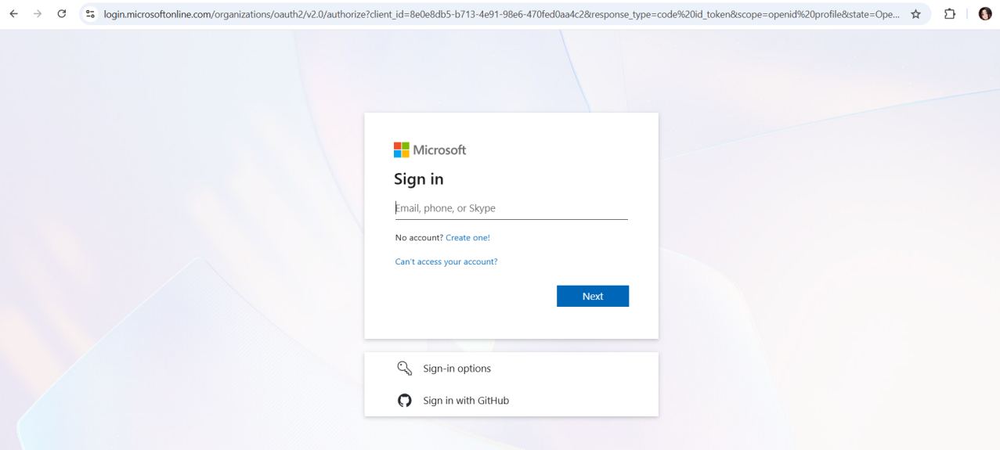 login.microsoftonline.com/organizations/oauth2/v2.0/authorize?client_id=8e0e8db5-b713-4e91-98e6-470fed0aa4c2&response_type=code%20id_token&scope=openid%20profile&state=Ope...
Microsoft
Sign in
Email, phone, or Skype
No account? Create one!
Can't access your account?
Next
Sign-in options
Sign in with GitHub